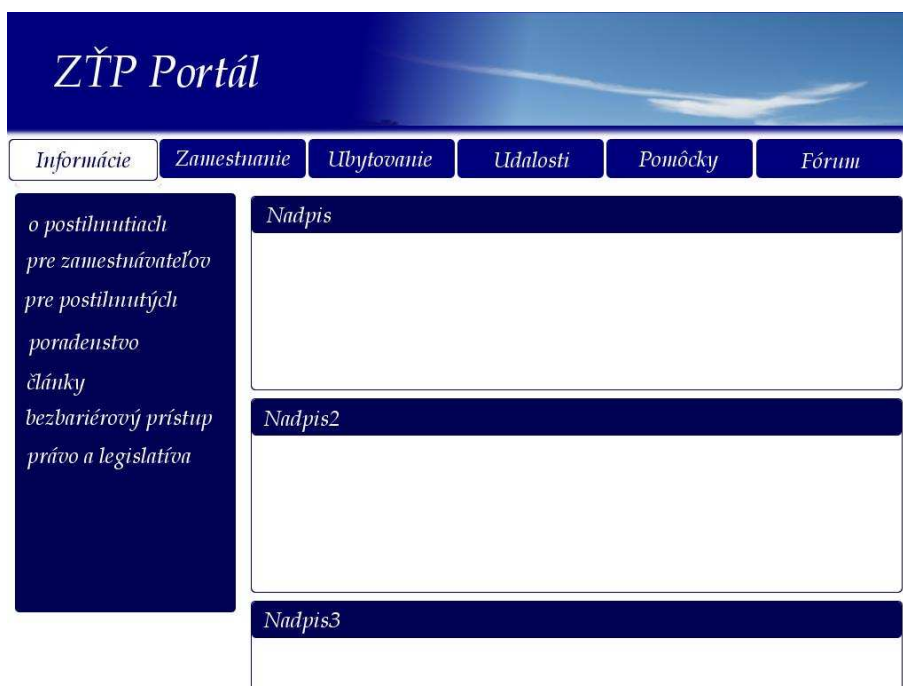 ZŤP Portál
Informácie Zamestnanie Ubytovanie Udalosti Pomôcky Fórum
o postihnutiach
pre zamestnávateľov
pre postihnutých
poradenstvo
články
bezbariérový prístup
právo a legislatíva
Nadpis
Nadpis2
Nadpis3